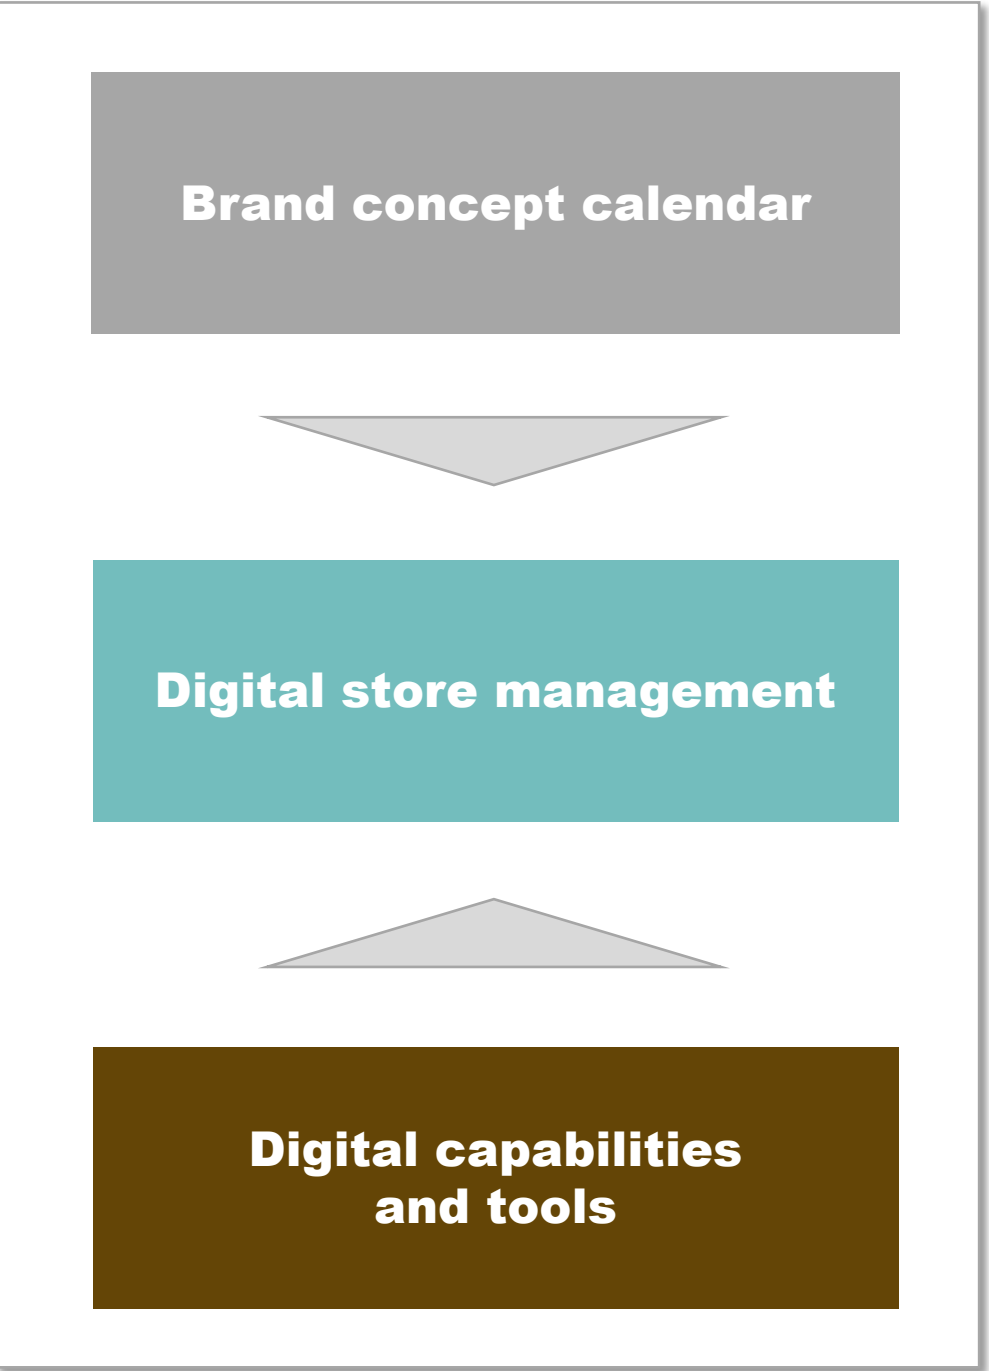 Brand concept calendar
Digital store management
Digital capabilities
and tools